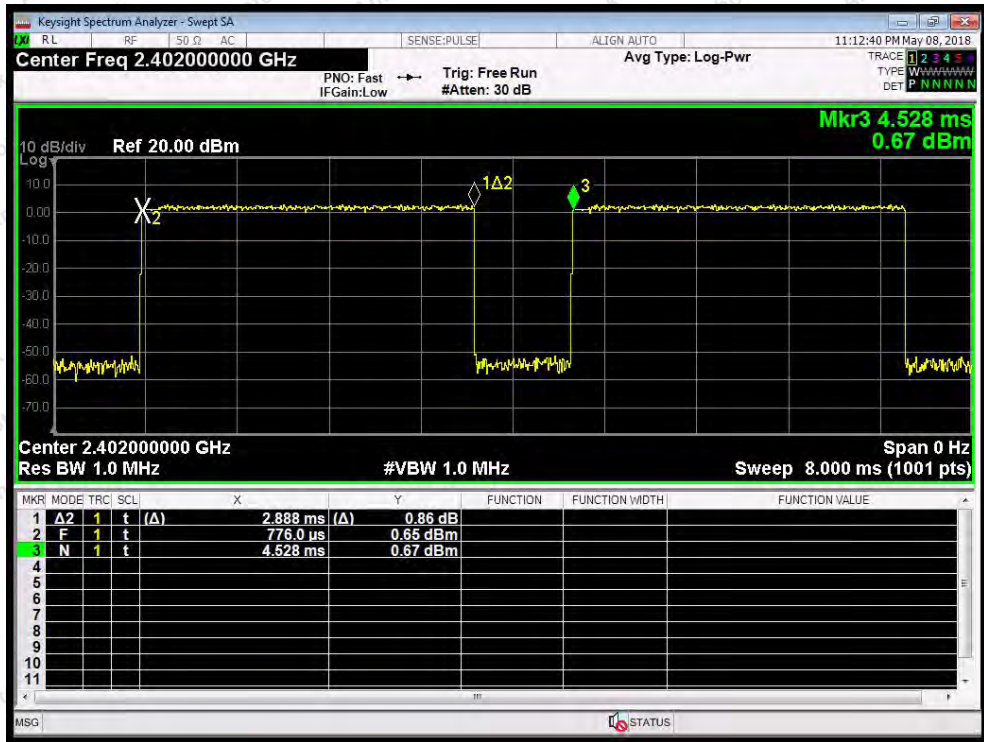 Keysight Spectrum Analyzer - Swept SA
LXI RL RF 50 Ω AC SENSE:PULSE ALIGN AUTO 11:12:40 PM May 08, 2018
Center Freq 2.402000000 GHz
PNO: Fast Trig: Free Run
IFGain:Low #Atten: 30 dB
Avg Type: Log-Pwr
TRACE 1 2 3 4 5 6
TYPE WWWWWW
DET P N N N N N
Mkr3 4.528 ms
0.67 dBm
10 dB/div Ref 20.00 dBm
Log
10.0
0.00
-10.0
-20.0
-30.0
-40.0
-50.0
-60.0
-70.0
2
1Δ2
3
Center 2.402000000 GHz Span 0 Hz
Res BW 1.0 MHz #VBW 1.0 MHz Sweep 8.000 ms (1001 pts)
MKR MODE TRC SCL X Y FUNCTION FUNCTION WIDTH FUNCTION VALUE
1 Δ2 1 t (Δ) 2.888 ms (Δ) 0.86 dB
2 F 1 t 776.0 µs 0.65 dBm
3 N 1 t 4.528 ms 0.67 dBm
4
5
6
7
8
9
10
11
MSG STATUS